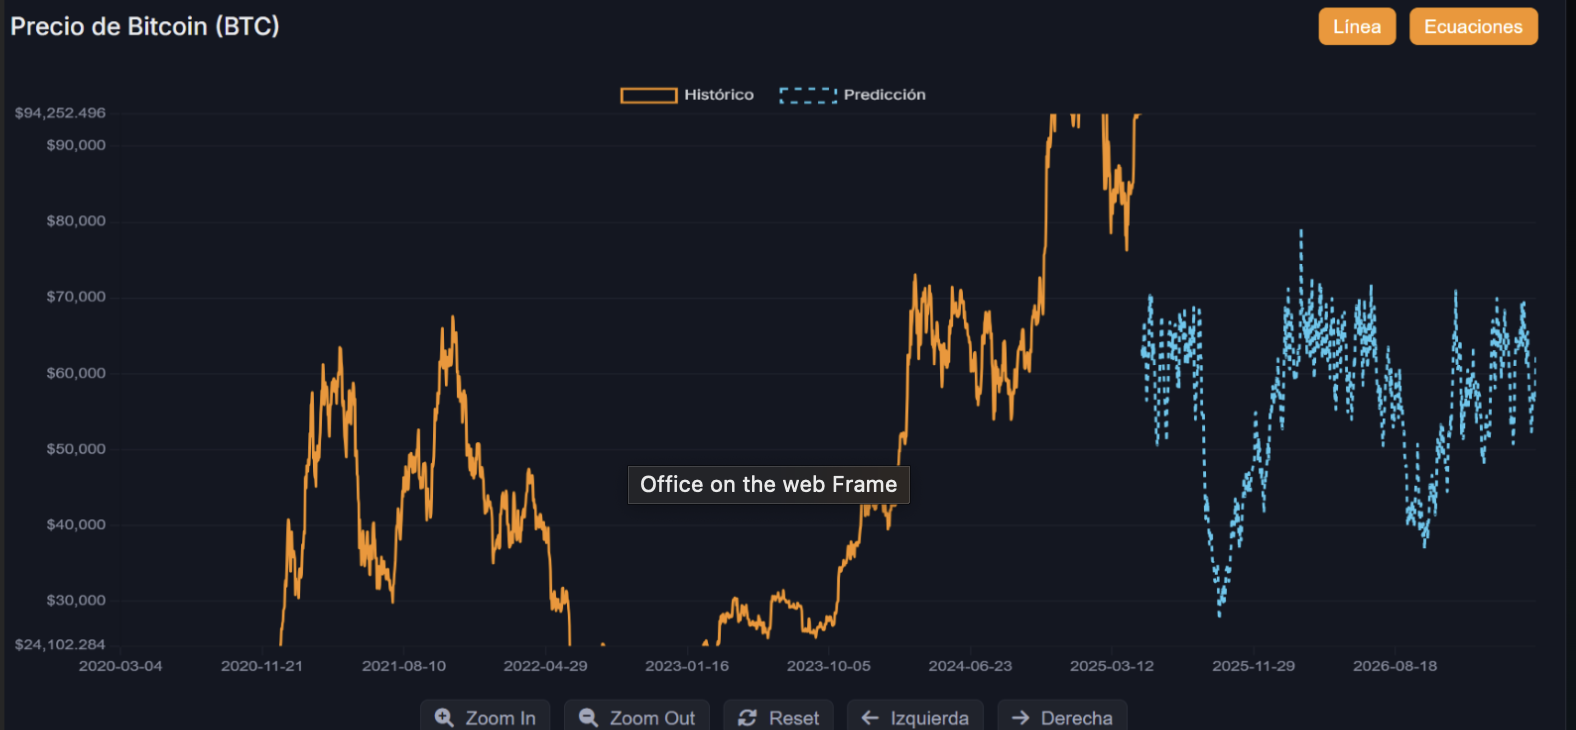 Precio de Bitcoin (BTC)
Línea
Ecuaciones
Histórico
Predicción
$94,252.496
$90,000
$80,000
$70,000
$60,000
$50,000
$40,000
$30,000
$24,102.284
Office on the web Frame
2020-03-04
2020-11-21
2021-08-10
2022-04-29
2023-01-16
2023-10-05
2024-06-23
2025-03-12
2025-11-29
2026-08-18
Zoom In
Zoom Out
Reset
Izquierda
Derecha